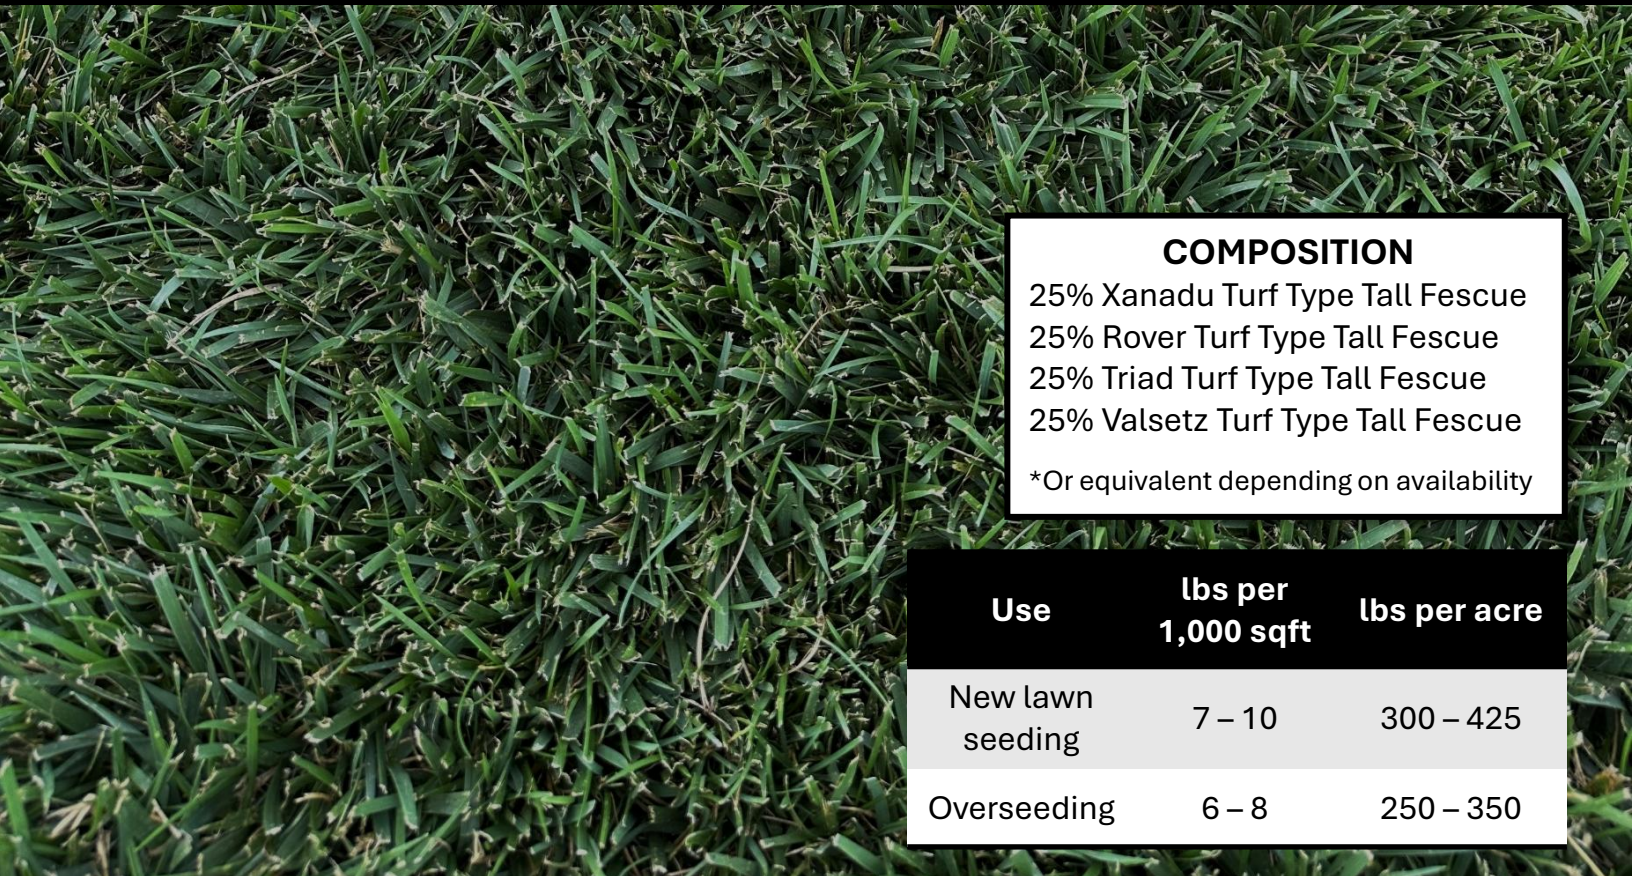 COMPOSITION
25% Xanadu Turf Type Tall Fescue
25% Rover Turf Type Tall Fescue
25% Triad Turf Type Tall Fescue
25% Valsetz Turf Type Tall Fescue
*Or equivalent depending on availability
Use
lbs per
1,000 sqft
lbs per acre
New lawn
seeding
7 – 10
300 – 425
Overseeding
6 – 8
250 – 350